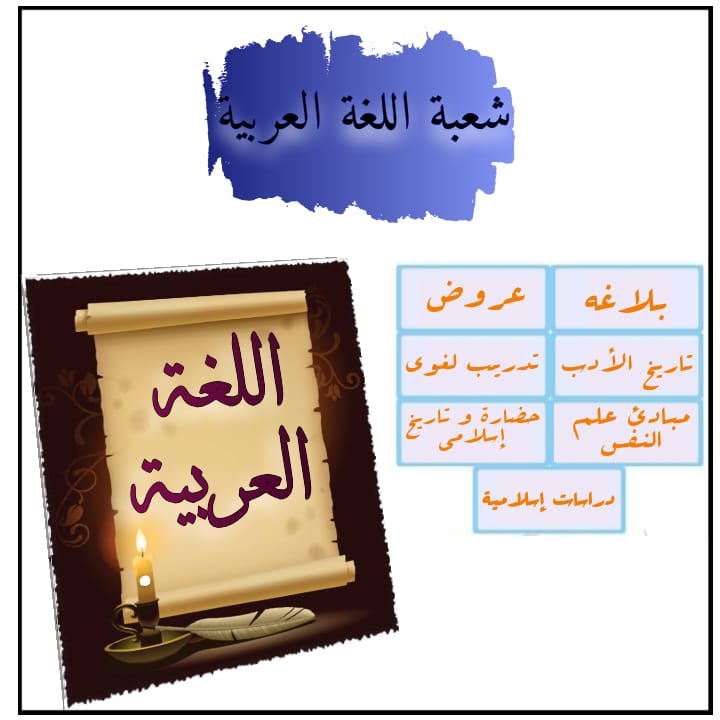 شعبة اللغة العربية
بلاغه
عروض
تاريخ الأدب
تدريب لغوى
مبادئ علم
النفس
حضارة و تاريخ
إسلامى
دراسات إسلامية
اللغة
العربية